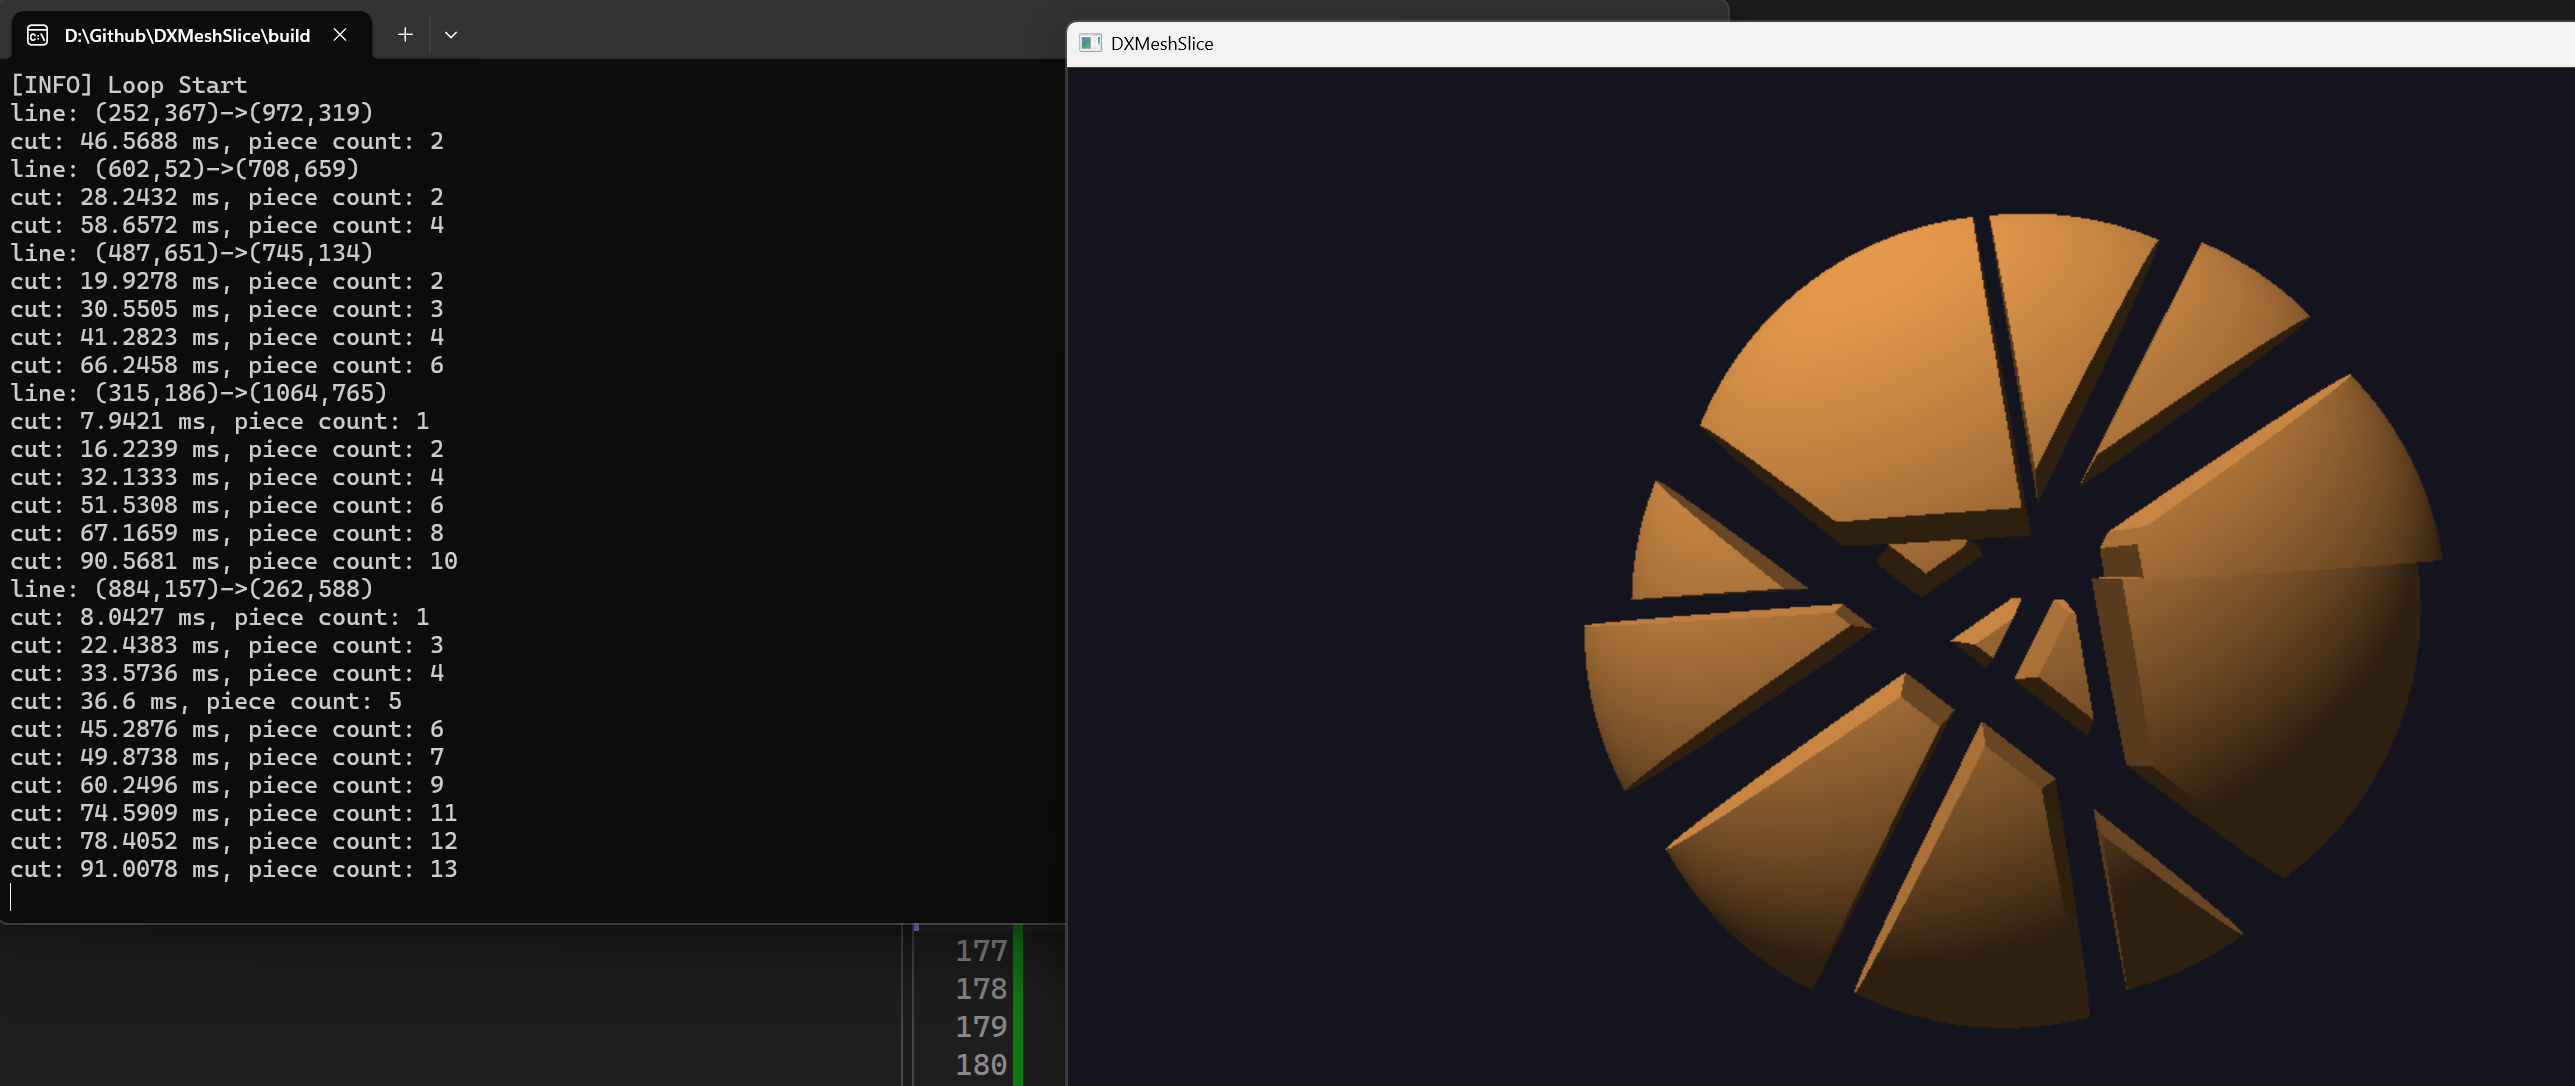 D:\Github\DXMeshSlice\build
DXMeshSlice
[INFO] Loop Start
line: (252,367)->(972,319)
cut: 46.5688 ms, piece count: 2
line: (602,52)->(708,659)
cut: 28.2432 ms, piece count: 2
cut: 58.6572 ms, piece count: 4
line: (487,651)->(745,134)
cut: 19.9278 ms, piece count: 2
cut: 30.5505 ms, piece count: 3
cut: 41.2823 ms, piece count: 4
cut: 66.2458 ms, piece count: 6
line: (315,186)->(1064,765)
cut: 7.9421 ms, piece count: 1
cut: 16.2239 ms, piece count: 2
cut: 32.1333 ms, piece count: 4
cut: 51.5308 ms, piece count: 6
cut: 67.1659 ms, piece count: 8
cut: 90.5681 ms, piece count: 10
line: (884,157)->(262,588)
cut: 8.0427 ms, piece count: 1
cut: 22.4383 ms, piece count: 3
cut: 33.5736 ms, piece count: 4
cut: 36.6 ms, piece count: 5
cut: 45.2876 ms, piece count: 6
cut: 49.8738 ms, piece count: 7
cut: 60.2496 ms, piece count: 9
cut: 74.5909 ms, piece count: 11
cut: 78.4052 ms, piece count: 12
cut: 91.0078 ms, piece count: 13
177
178
179
180